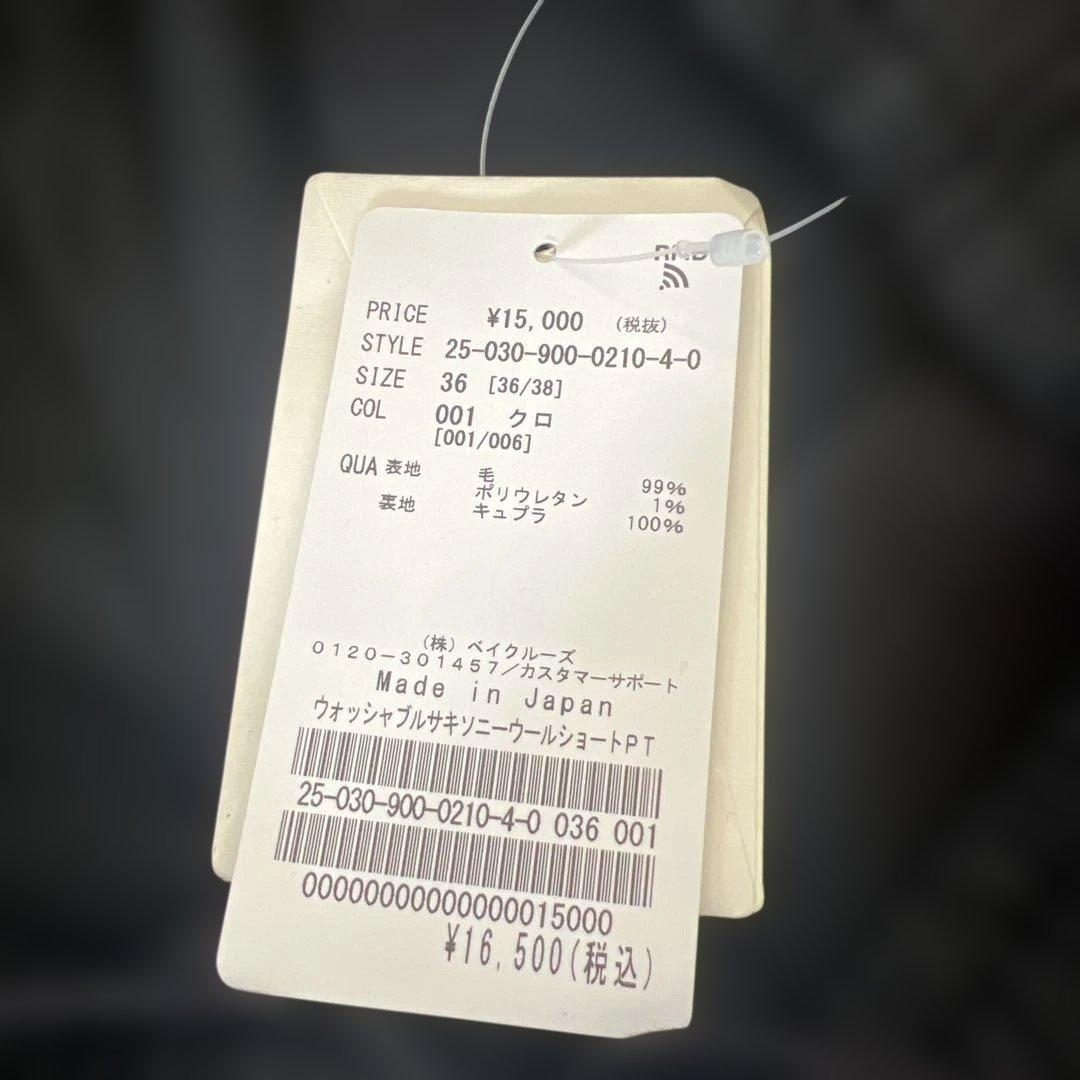 PRICE ¥15,000 (税抜)
STYLE 25-030-900-0210-4-0
SIZE 36 [36/38]
COL 001 クロ
[001/006]
QUA 表地 毛 99%
ポリウレタン 1%
裏地 キュプラ 100%
(株)ベイクルーズ
0120-301457/カスタマーサポート
Made in Japan
ウォッシャブルサキソニーウールショートPT
25-030-900-0210-4-0 036 001
00000000000000015000
¥16,500(税込)